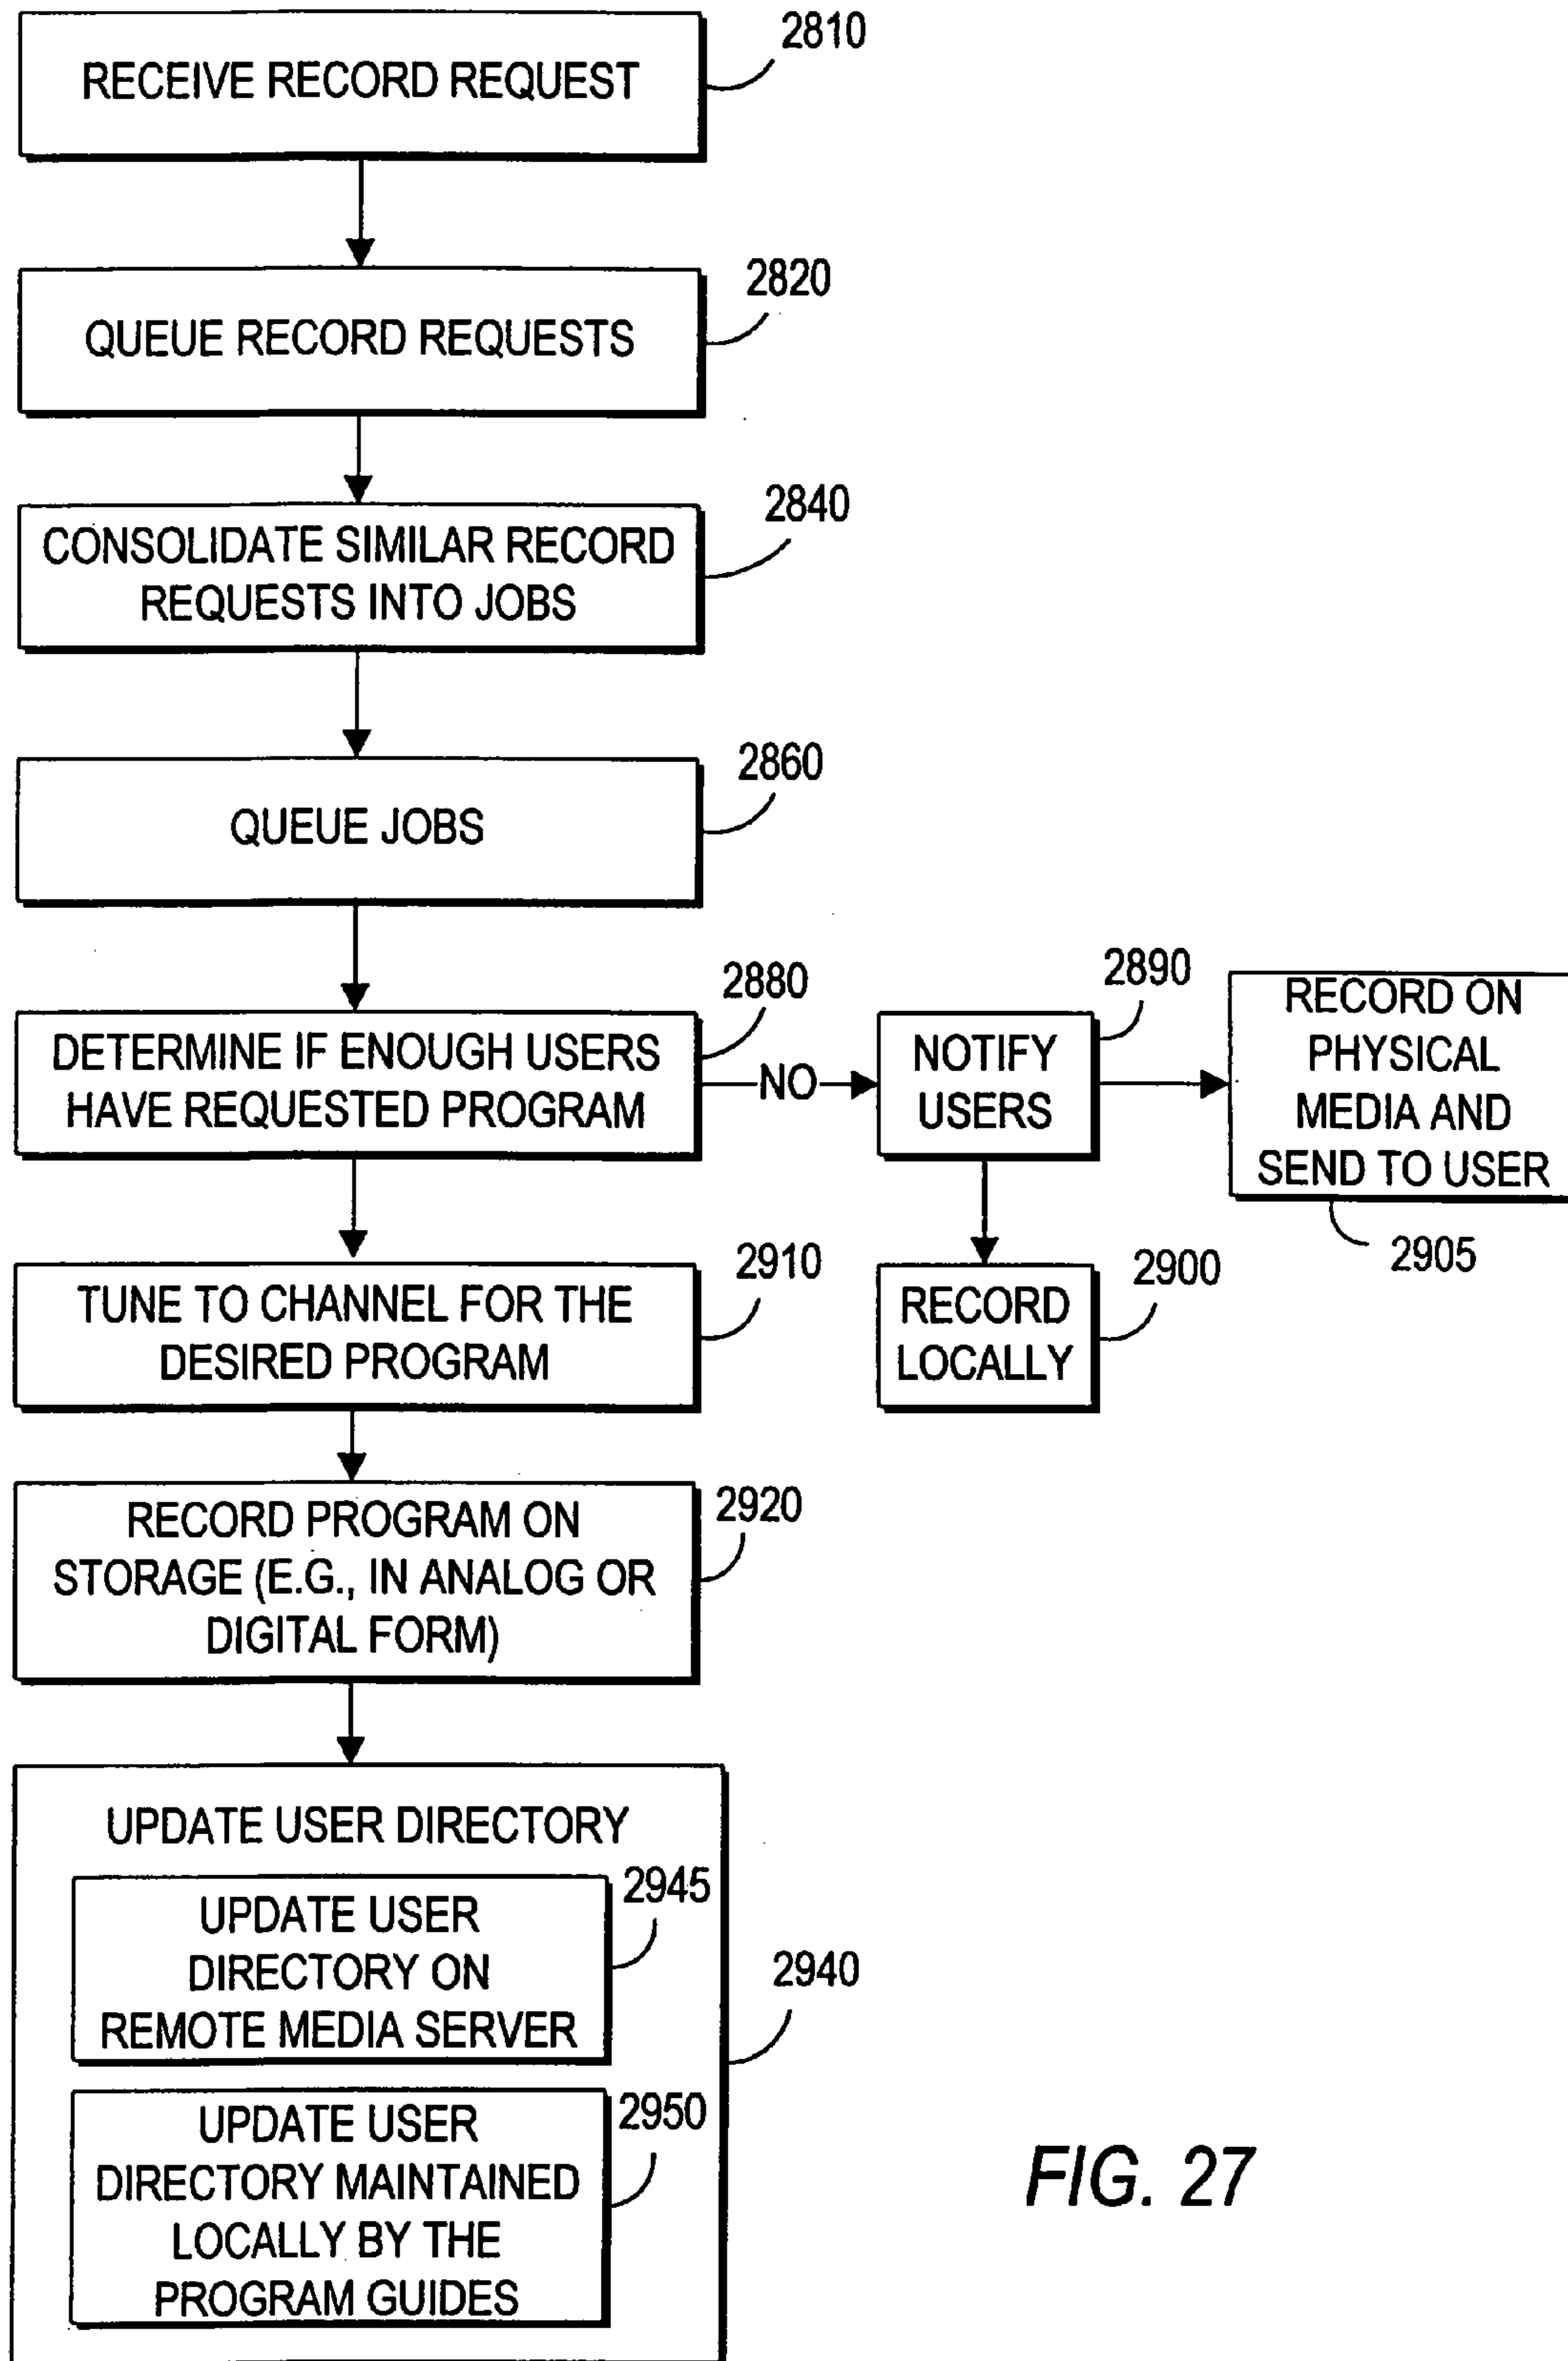 2810
RECEIVE RECORD REQUEST
2820
QUEUE RECORD REQUESTS
2840
CONSOLIDATE SIMILAR RECORD
REQUESTS INTO JOBS
2860
QUEUE JOBS
2880
DETERMINE IF ENOUGH USERS
HAVE REQUESTED PROGRAM
NO
2890
NOTIFY
USERS
RECORD ON
PHYSICAL
MEDIA AND
SEND TO USER
2905
2900
RECORD
LOCALLY
2910
TUNE TO CHANNEL FOR THE
DESIRED PROGRAM
2920
RECORD PROGRAM ON
STORAGE (E.G., IN ANALOG OR
DIGITAL FORM)
UPDATE USER DIRECTORY
2945
UPDATE USER
DIRECTORY ON
REMOTE MEDIA SERVER
2940
2950
UPDATE USER
DIRECTORY MAINTAINED
LOCALLY BY THE
PROGRAM GUIDES
FIG. 27